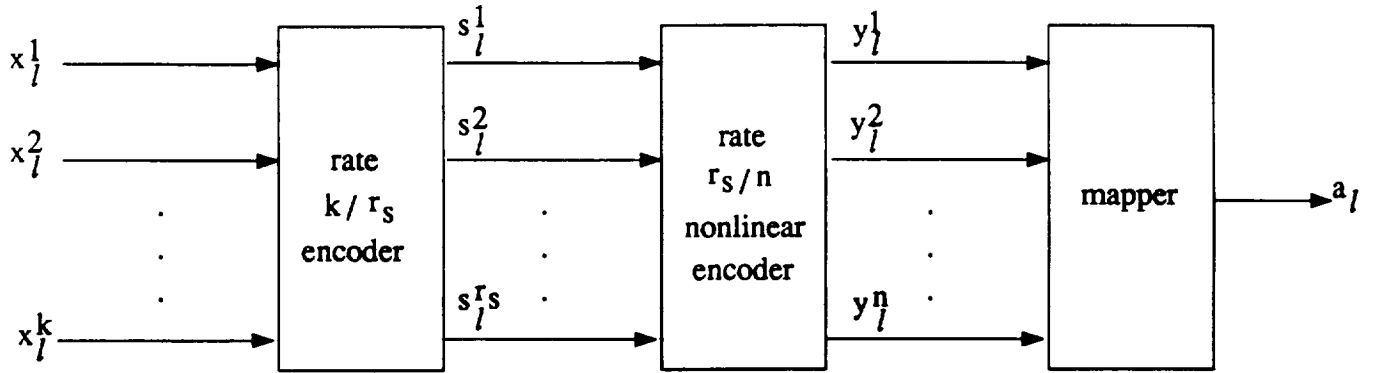 x_l^1
x_l^2
x_l^k
rate
k / r_s
encoder
s_l^1
s_l^2
s_l^{r_s}
rate
r_s / n
nonlinear
encoder
y_l^1
y_l^2
y_l^n
mapper
a_l